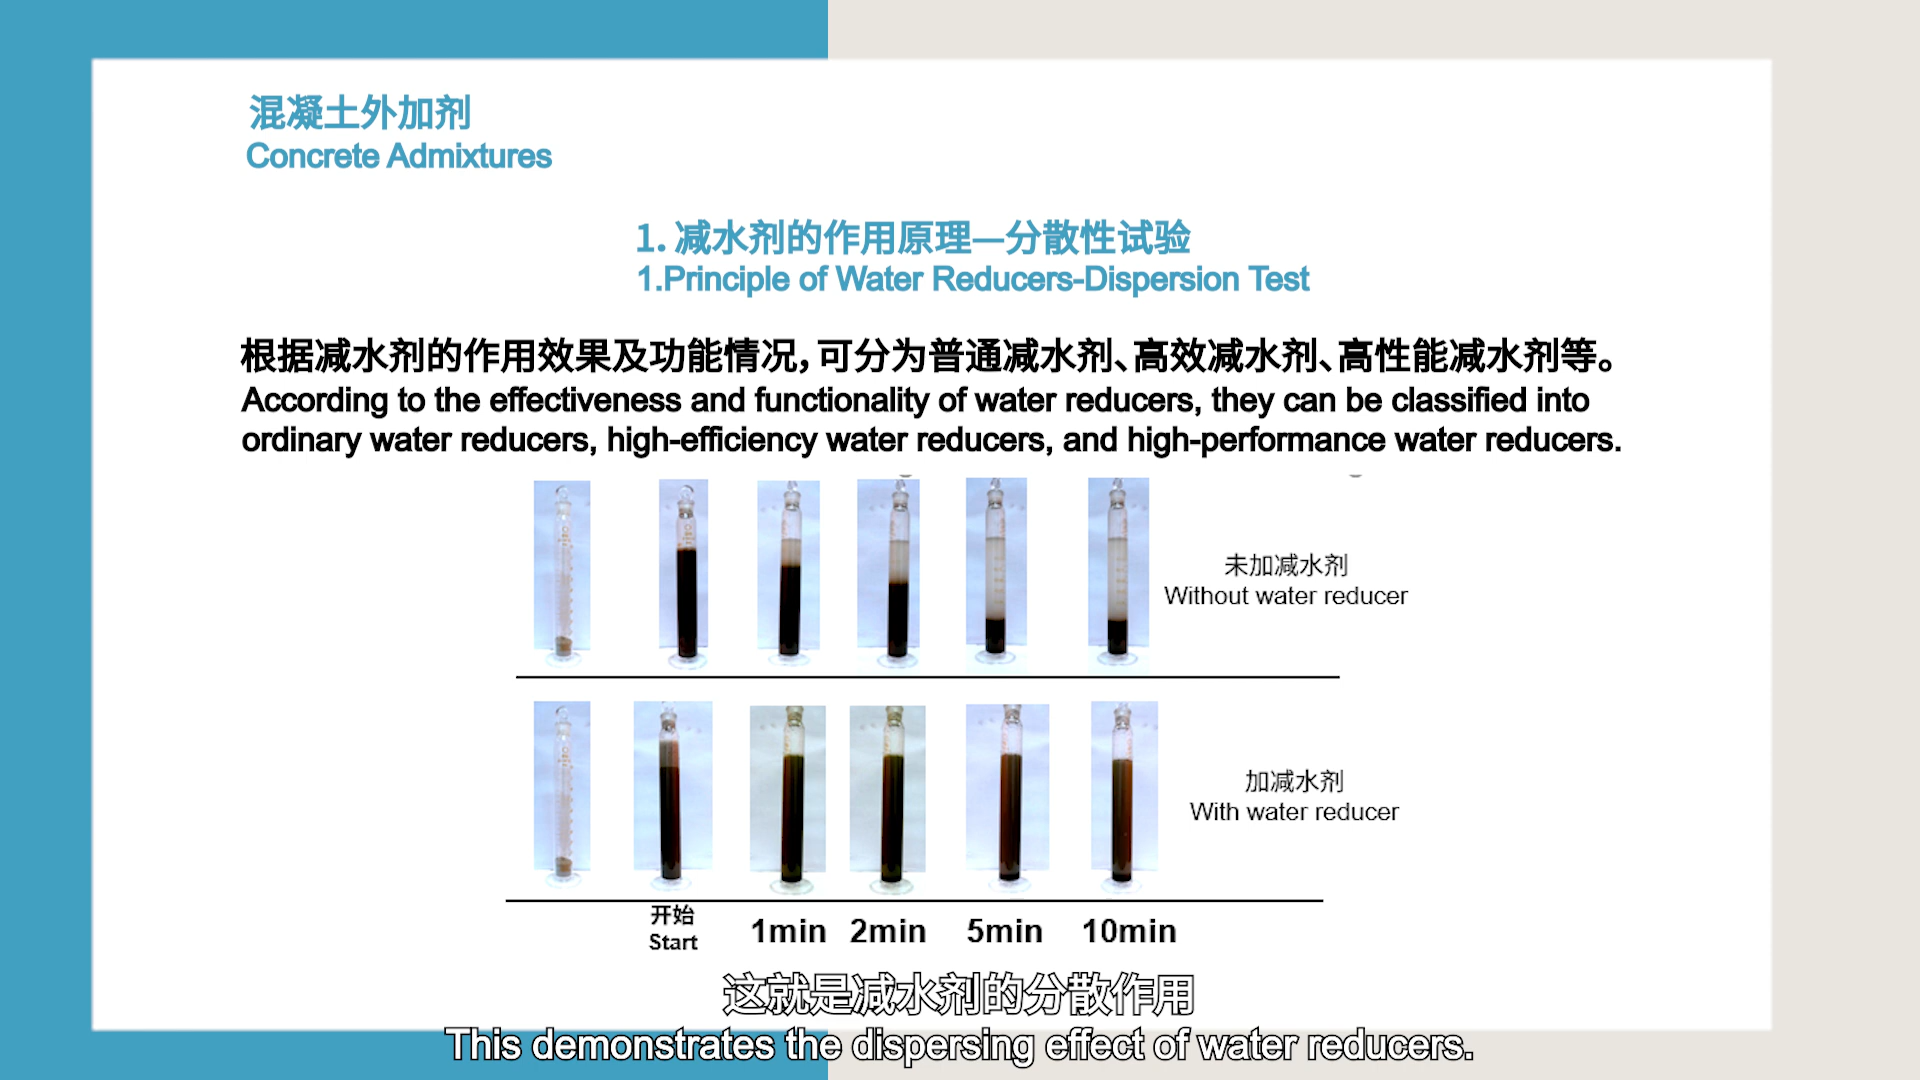 混凝土外加剂
Concrete Admixtures
1. 减水剂的作用原理—分散性试验
1.Principle of Water Reducers-Dispersion Test
根据减水剂的作用效果及功能情况，可分为普通减水剂、高效减水剂、高性能减水剂等。
According to the effectiveness and functionality of water reducers, they can be classified into
ordinary water reducers, high-efficiency water reducers, and high-performance water reducers.
未加减水剂
Without water reducer
加减水剂
With water reducer
开始
Start
1min 2min 5min 10min
这就是减水剂的分散作用
This demonstrates the dispersing effect of water reducers.